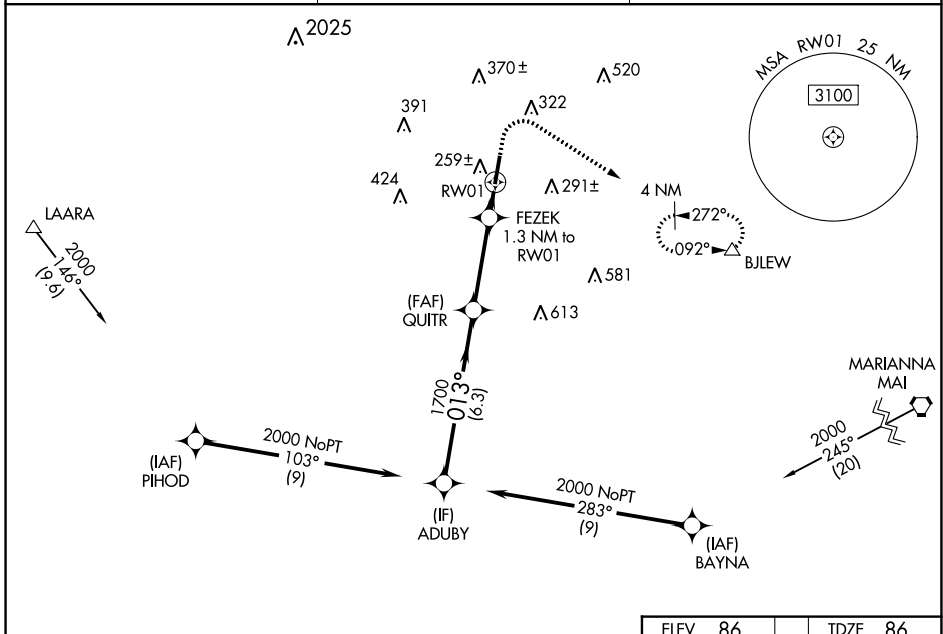 2025
MSA RW01 25 NM
3100
370±
520
391
322
259±
424
RW01
291±
4 NM
272°
092°
BJLEW
LAARA
2000
146°
(9.6)
FEZEK
1.3 NM to
RW01
581
(FAF)
QUITR
613
MARIANNA
MAI
1700
013°
(6.3)
2000
245°
(20)
2000 NoPT
103°
(9)
(IAF)
PIHOD
2000 NoPT
283°
(9)
(IF)
ADUBY
(IAF)
BAYNA
ELEV 86
TDZE 86